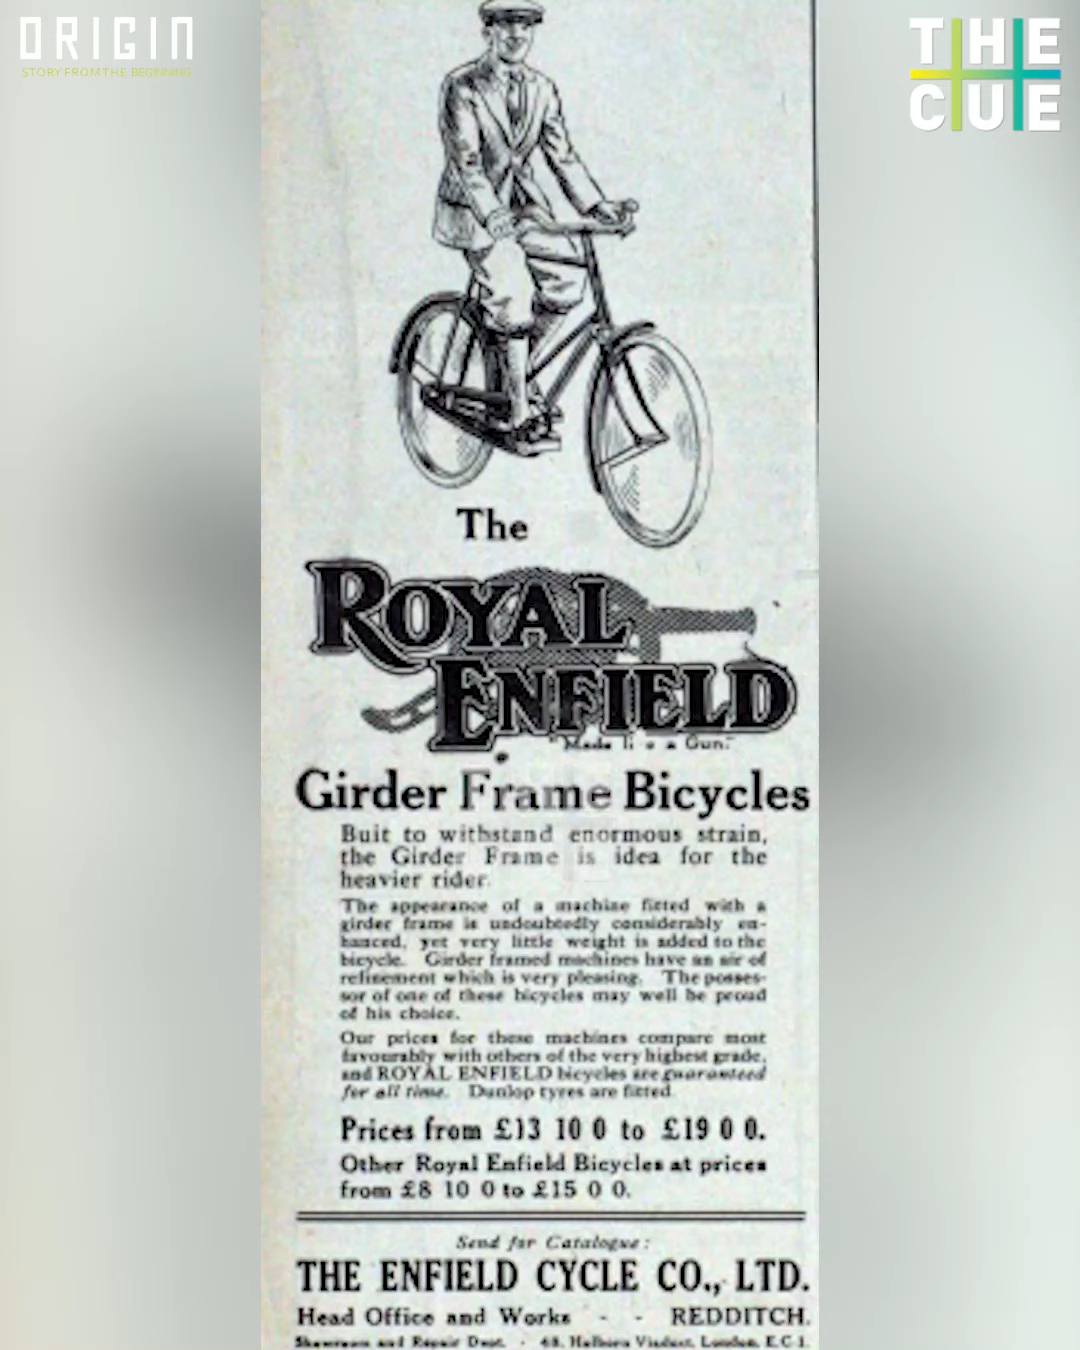 ORIGIN
STORY FROM THE BEGINNING
THE
CUE
The
ROYAL
ENFIELD
"Made li e a Gun."
Girder Frame Bicycles
Buit to withstand enormous strain,
the Girder Frame is idea for the
heavier rider.
The appearance of a machine fitted with a
girder frame is undoubtedly considerably en-
hanced, yet very little weight is added to the
bicycle. Girder framed machines have an air of
refinement which is very pleasing. The posses-
sor of one of these bicycles may well be proud
of his choice.
Our prices for these machines compare most
favourably with others of the very highest grade,
and ROYAL ENFIELD bicycles are guaranteed
for all time. Dunlop tyres are fitted
Prices from £13 10 0 to £19 0 0.
Other Royal Enfield Bicycles at prices
from £8 10 0 to £15 0 0.
Send for Catalogue:
THE ENFIELD CYCLE CO., LTD.
Head Office and Works - - REDDITCH.
Showroom and Repair Dept. - 48, Holborn Viaduct, London, E.C.1.